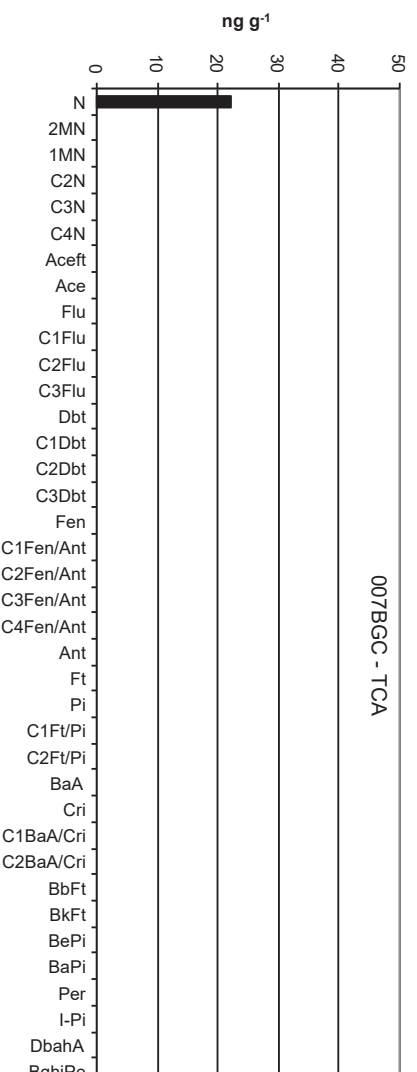 ng g⁻¹
0
10
20
30
40
50
N
2MN
1MN
C2N
C3N
C4N
Aceft
Ace
Flu
C1Flu
C2Flu
C3Flu
Dbt
C1Dbt
C2Dbt
C3Dbt
Fen
C1Fen/Ant
C2Fen/Ant
C3Fen/Ant
C4Fen/Ant
Ant
Ft
Pi
C1Ft/Pi
C2Ft/Pi
BaA
Cri
C1BaA/Cri
C2BaA/Cri
BbFt
BkFt
BePi
BaPi
Per
I-Pi
DbahA
007BGC - TCA